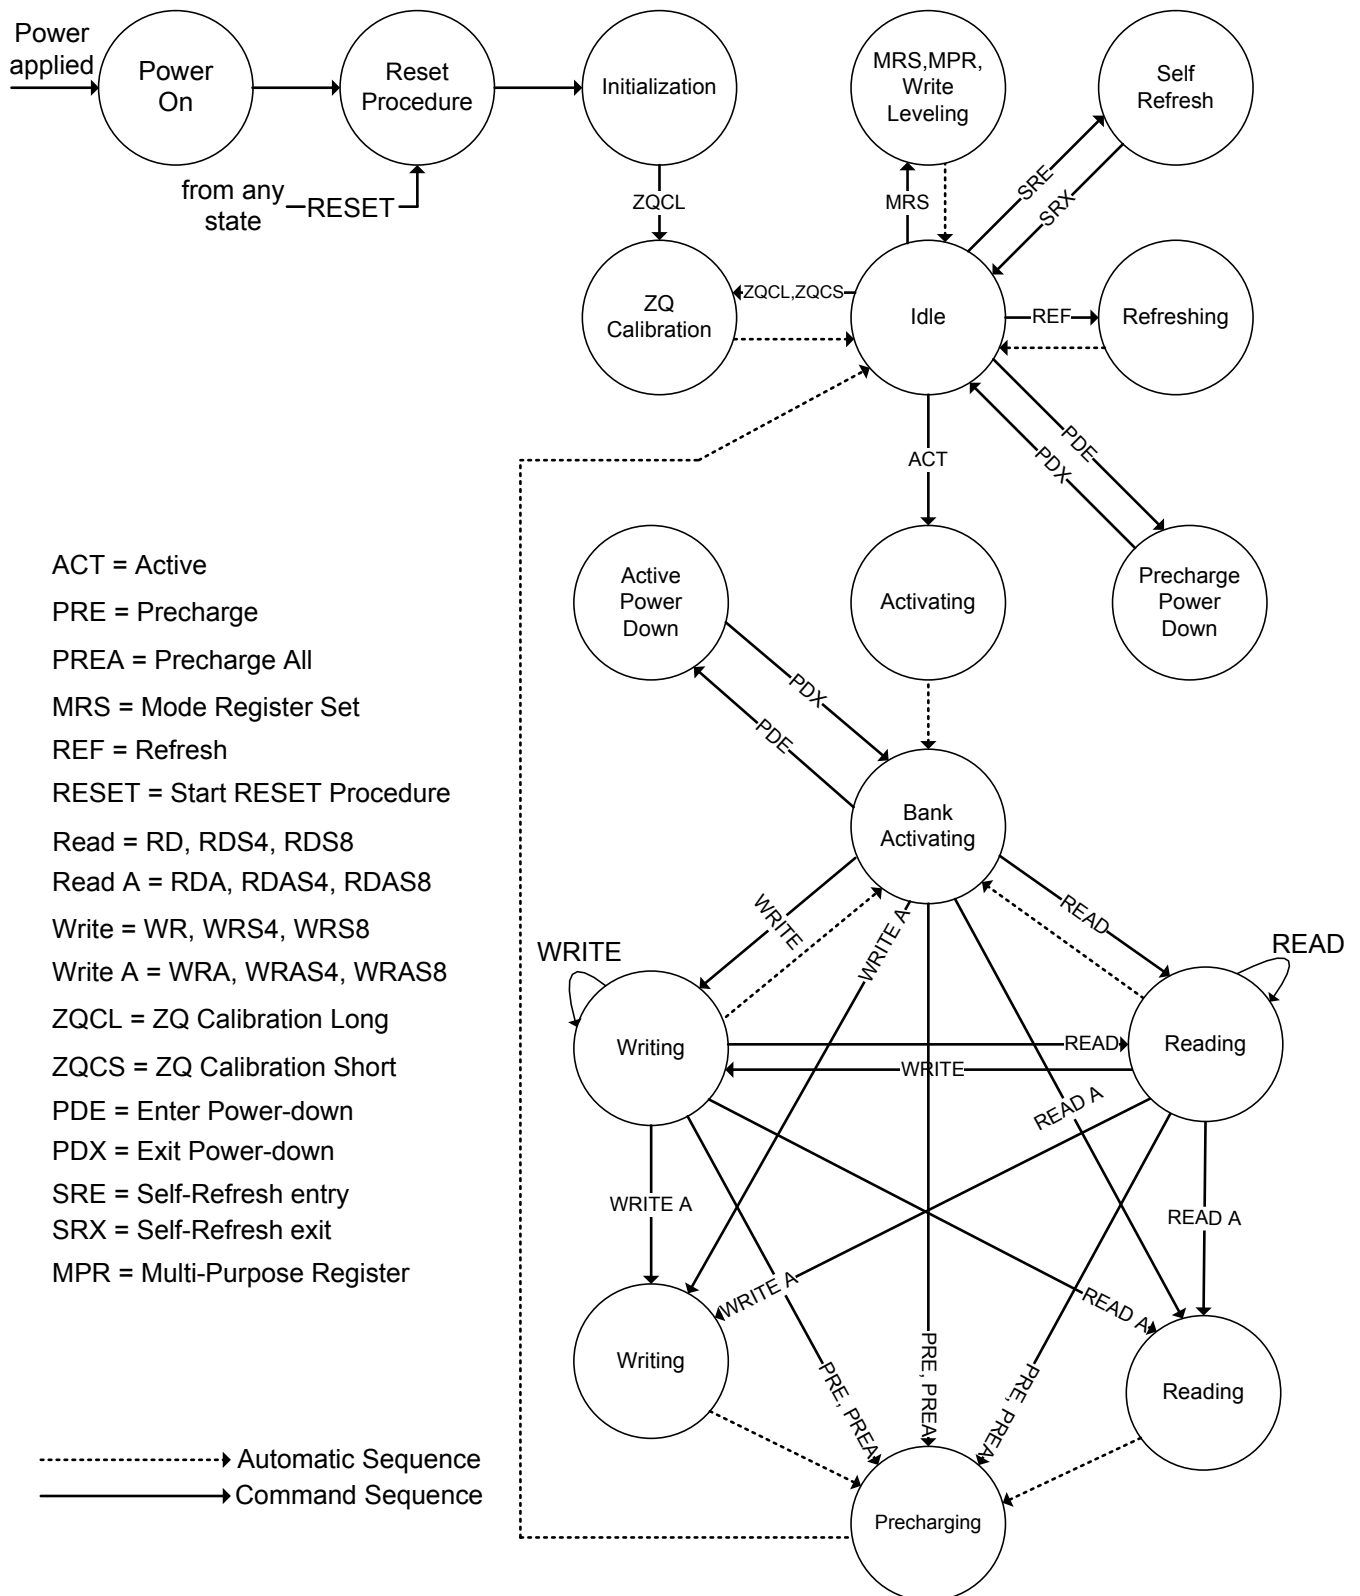 Power
applied
Power
On
Reset
Procedure
Initialization
MRS,MPR,
Write
Leveling
Self
Refresh
from any
state
RESET
ZQCL
MRS
SRE
SRX
ZQ
Calibration
ZQCL,ZQCS
Idle
REF
Refreshing
ACT
PDE
PDX
Active
Power
Down
Activating
Precharge
Power
Down
PDX
PDE
Bank
Activating
ACT = Active
PRE = Precharge
PREA = Precharge All
MRS = Mode Register Set
REF = Refresh
RESET = Start RESET Procedure
Read = RD, RDS4, RDS8
Read A = RDA, RDAS4, RDAS8
Write = WR, WRS4, WRS8
Write A = WRA, WRAS4, WRAS8
ZQCL = ZQ Calibration Long
ZQCS = ZQ Calibration Short
PDE = Enter Power-down
PDX = Exit Power-down
SRE = Self-Refresh entry
SRX = Self-Refresh exit
MPR = Multi-Purpose Register
WRITE
WRITE A
READ
WRITE
READ
Writing
READ
Reading
WRITE
READ A
WRITE A
READ A
WRITE A
READ A
Writing
PRE, PREA
PRE, PREA
PRE, PREA
Reading
Precharging
Automatic Sequence
Command Sequence